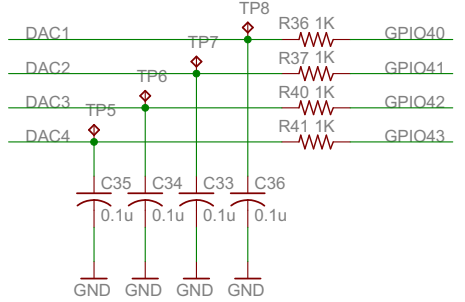 TP8
R36 1K
DAC1
GPIO40
TP7
R37 1K
DAC2
GPIO41
TP6
R40 1K
DAC3
GPIO42
TP5
R41 1K
DAC4
GPIO43
C35 C34 C33 C36
0.1u 0.1u 0.1u 0.1u
GND GND GND GND